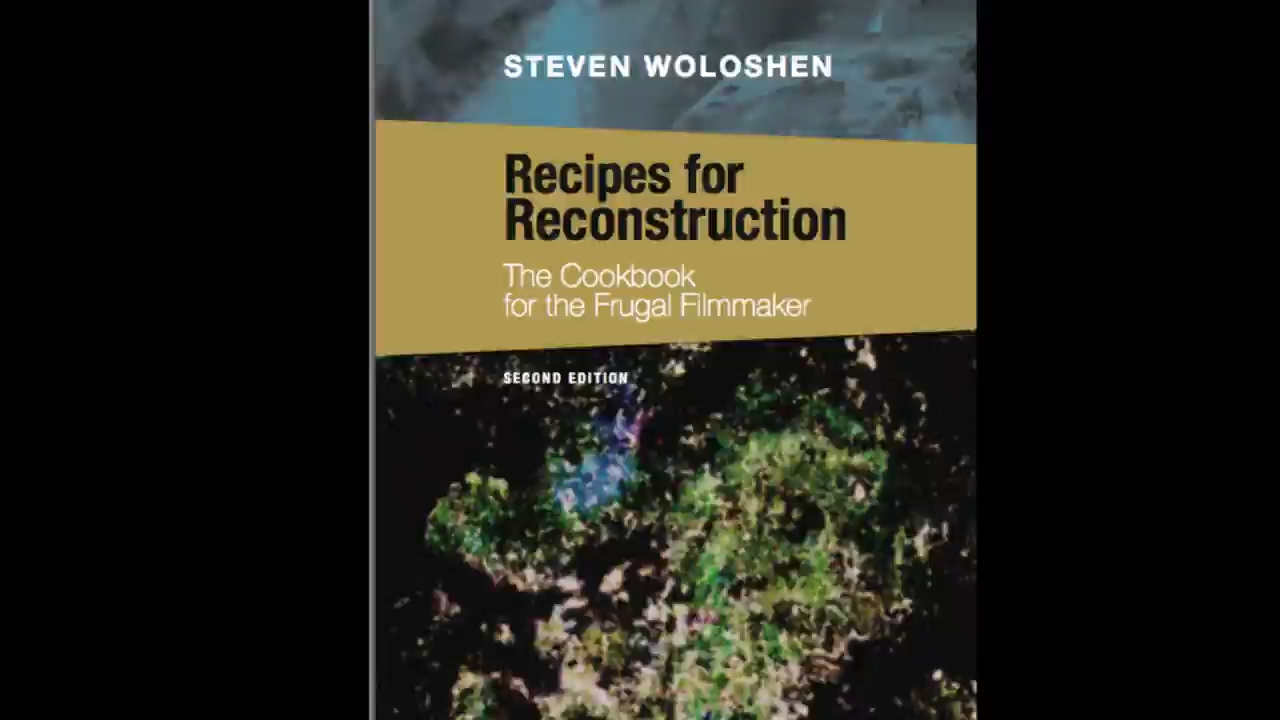 STEVEN WOLOSHEN
Recipes for
Reconstruction
The Cookbook
for the Frugal Filmmaker
SECOND EDITION